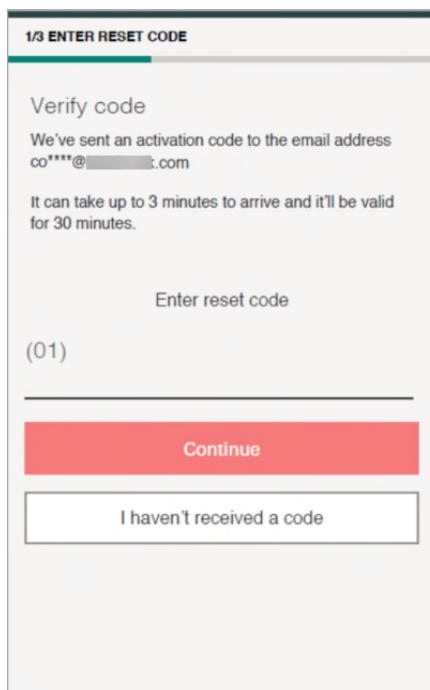 1/3 ENTER RESET CODE
Verify code
We've sent an activation code to the email address
co****@ .com
It can take up to 3 minutes to arrive and it'll be valid
for 30 minutes.
Enter reset code
(01)
Continue
I haven't received a code